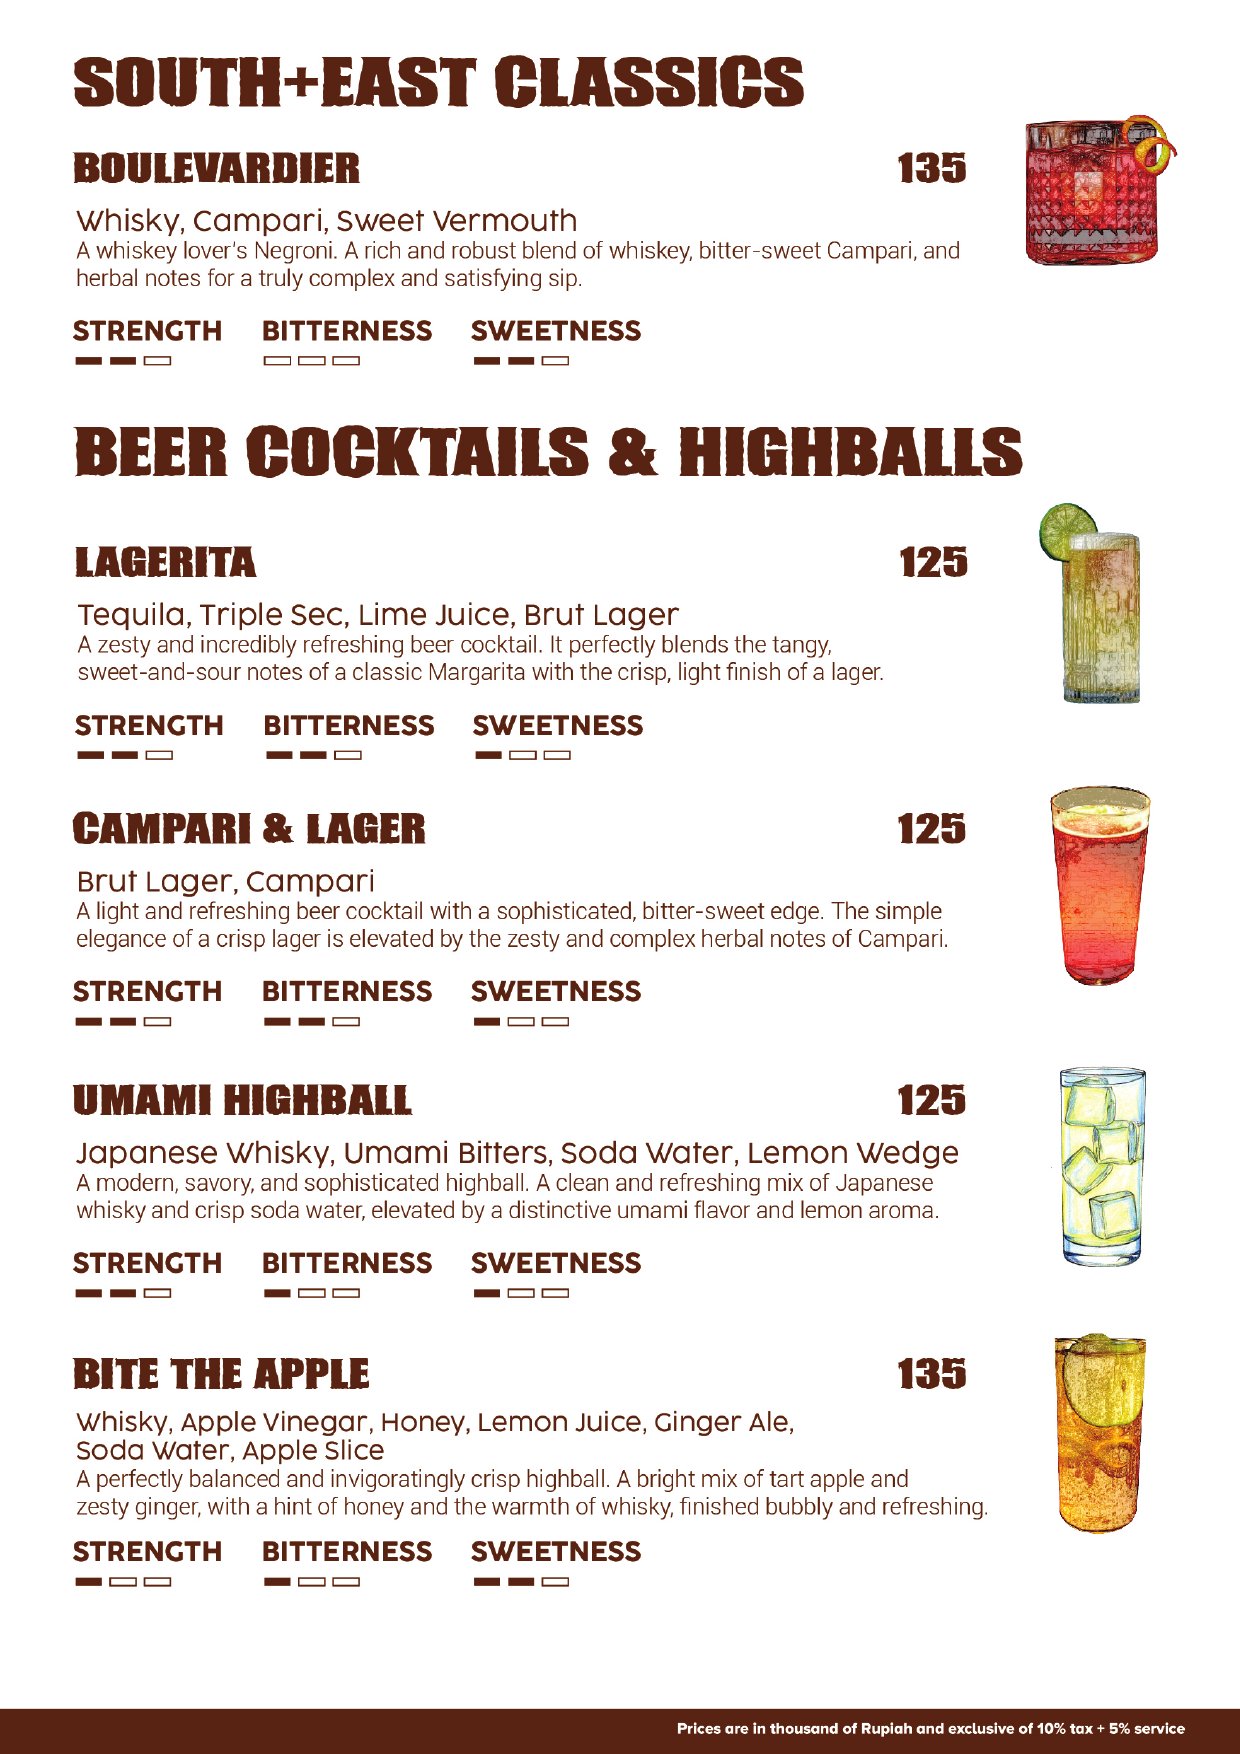 SOUTH+EAST CLASSICS
BOULEVARDIER 135
Whisky, Campari, Sweet Vermouth
A whiskey lover's Negroni. A rich and robust blend of whiskey, bitter-sweet Campari, and
herbal notes for a truly complex and satisfying sip.
STRENGTH BITTERNESS SWEETNESS
BEER COCKTAILS & HIGHBALLS
LAGERITA 125
Tequila, Triple Sec, Lime Juice, Brut Lager
A zesty and incredibly refreshing beer cocktail. It perfectly blends the tangy,
sweet-and-sour notes of a classic Margarita with the crisp, light finish of a lager.
STRENGTH BITTERNESS SWEETNESS
CAMPARI & LAGER 125
Brut Lager, Campari
A light and refreshing beer cocktail with a sophisticated, bitter-sweet edge. The simple
elegance of a crisp lager is elevated by the zesty and complex herbal notes of Campari.
STRENGTH BITTERNESS SWEETNESS
UMAMI HIGHBALL 125
Japanese Whisky, Umami Bitters, Soda Water, Lemon Wedge
A modern, savory, and sophisticated highball. A clean and refreshing mix of Japanese
whisky and crisp soda water, elevated by a distinctive umami flavor and lemon aroma.
STRENGTH BITTERNESS SWEETNESS
BITE THE APPLE 135
Whisky, Apple Vinegar, Honey, Lemon Juice, Ginger Ale,
Soda Water, Apple Slice
A perfectly balanced and invigoratingly crisp highball. A bright mix of tart apple and
zesty ginger, with a hint of honey and the warmth of whisky, finished bubbly and refreshing.
STRENGTH BITTERNESS SWEETNESS
Prices are in thousand of Rupiah and exclusive of 10% tax + 5% service